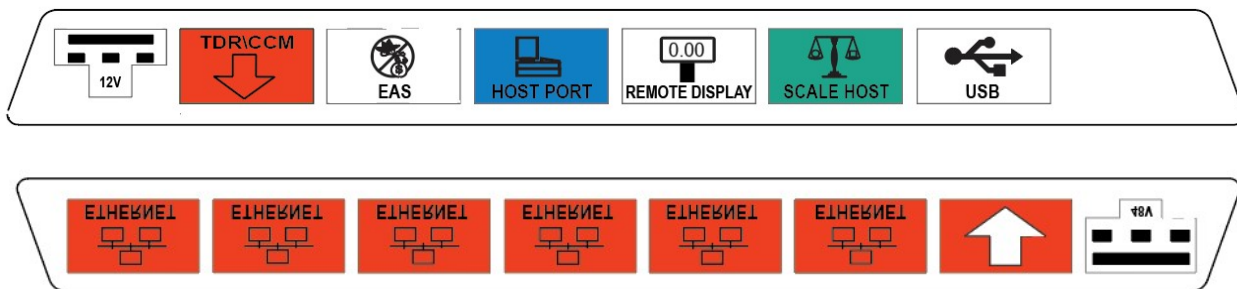 12V
TDR\CCM
EAS
HOST PORT
0.00
REMOTE DISPLAY
SCALE HOST
USB
ETHERNET
ETHERNET
ETHERNET
ETHERNET
ETHERNET
ETHERNET
48V